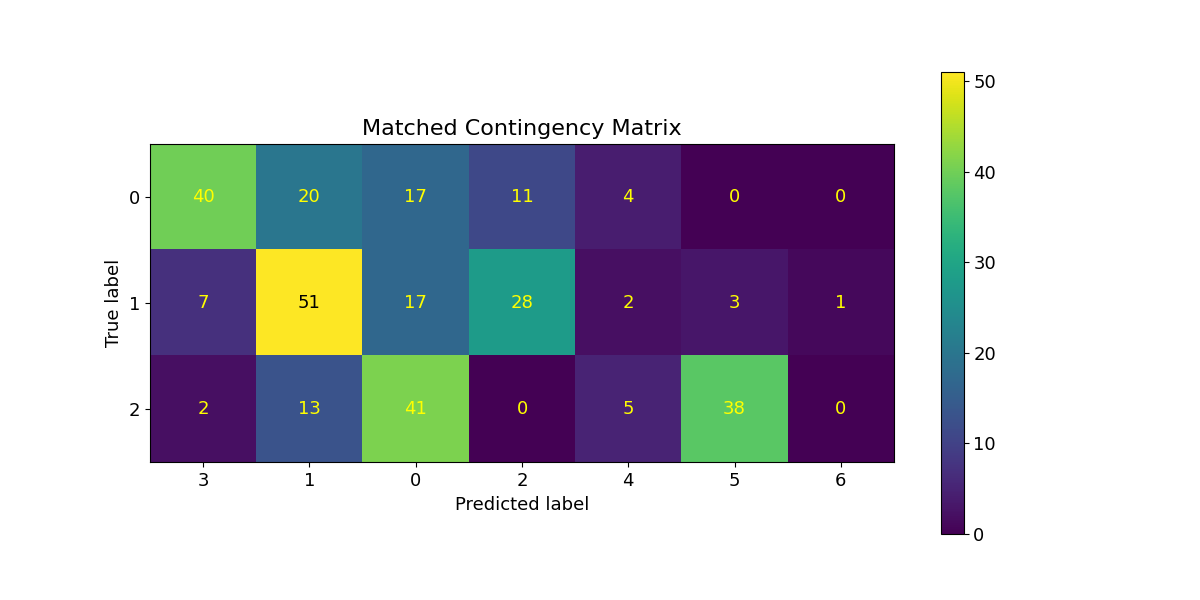 Matched Contingency Matrix
0 40 20 17 11 4 0 0
1 7 51 17 28 2 3 1
2 2 13 41 0 5 38 0
3 1 0 2 4 5 6
Predicted label
True label
50
40
30
20
10
0